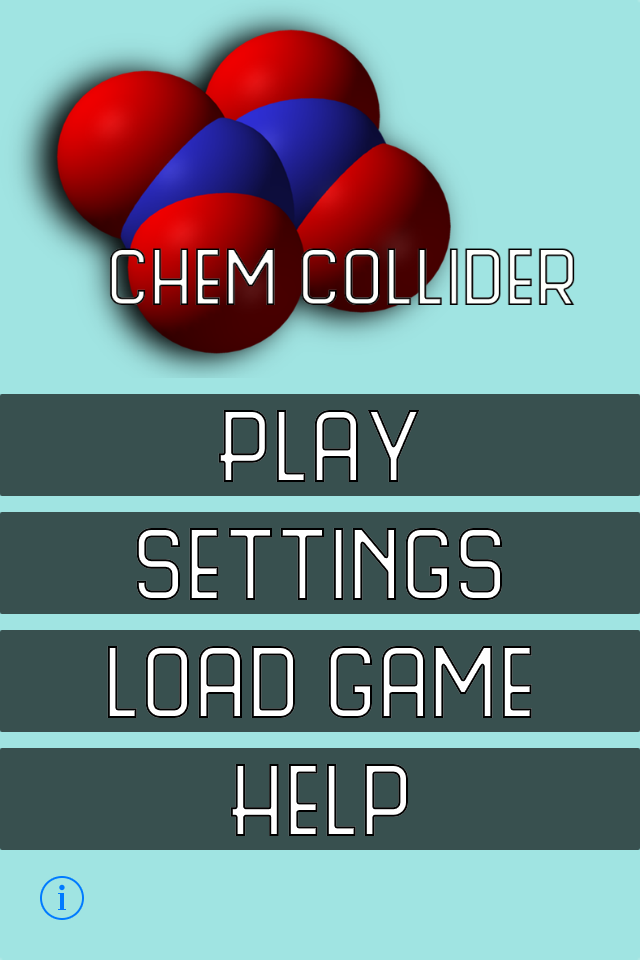 CHEM COLLIDER
PLAY
SETTINGS
LOAD GAME
HELP
i